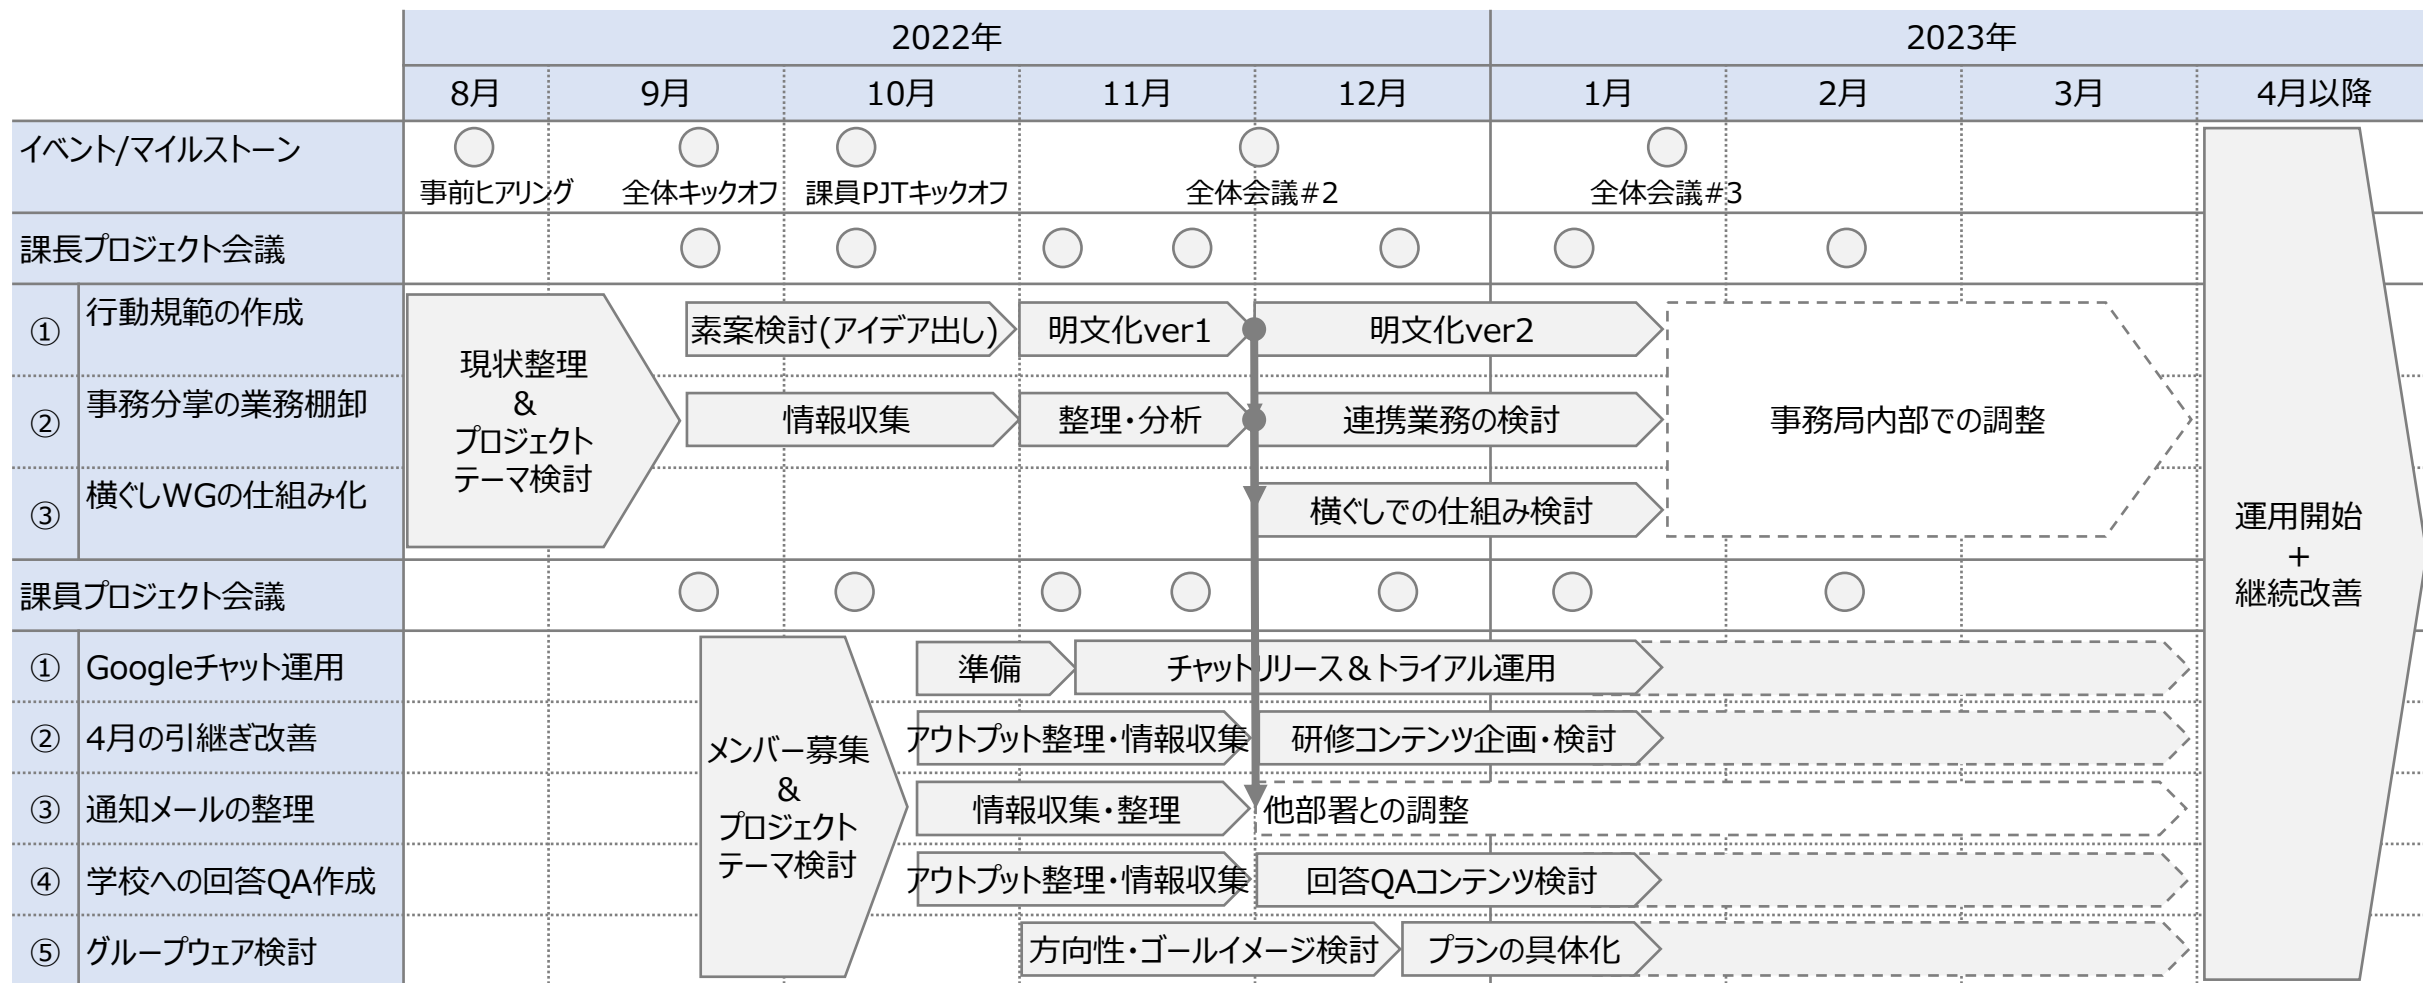 2022年
2023年
8月
9月
10月
11月
12月
1月
2月
3月
4月以降
イベント/マイルストーン
事前ヒアリング
全体キックオフ
課員PJTキックオフ
全体会議#2
全体会議#3
課長プロジェクト会議
①
行動規範の作成
素案検討(アイデア出し)
明文化ver1
明文化ver2
②
事務分掌の業務棚卸
情報収集
整理・分析
連携業務の検討
③
横ぐしWGの仕組み化
横ぐしでの仕組み検討
現状整理
&
プロジェクト
テーマ検討
事務局内部での調整
運用開始
+
継続改善
課員プロジェクト会議
①
Googleチャット運用
準備
チャットリリース&トライアル運用
②
4月の引継ぎ改善
アウトプット整理・情報収集
研修コンテンツ企画・検討
メンバー募集
&
プロジェクト
テーマ検討
③
通知メールの整理
情報収集・整理
他部署との調整
④
学校への回答QA作成
アウトプット整理・情報収集
回答QAコンテンツ検討
⑤
グループウェア検討
方向性・ゴールイメージ検討
プランの具体化